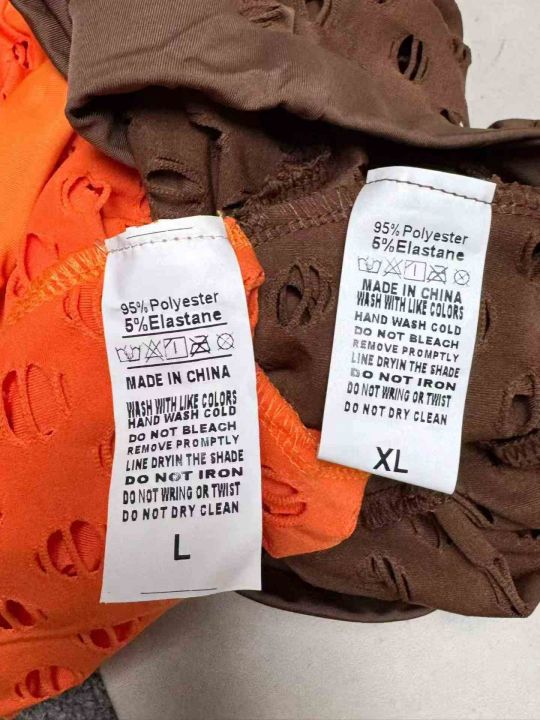 95%Polyester
5%Elastane
MADE IN CHINA
WASH WITH LIKE COLORS
HAND WASH COLD
DO NOT BLEACH
REMOVE PROMPTLY
LINE DRYIN THE SHADE
DO NOT IRON
DO NOT WRING OR TWIST
DO NOT DRY CLEAN
L
95%Polyester
5%Elastane
MADE IN CHINA
WASH WITH LIKE COLORS
HAND WASH COLD
DO NOT BLEACH
REMOVE PROMPTLY
LINE DRYIN THE SHADE
DO NOT IRON
DO NOT WRING OR TWIST
DO NOT DRY CLEAN
XL